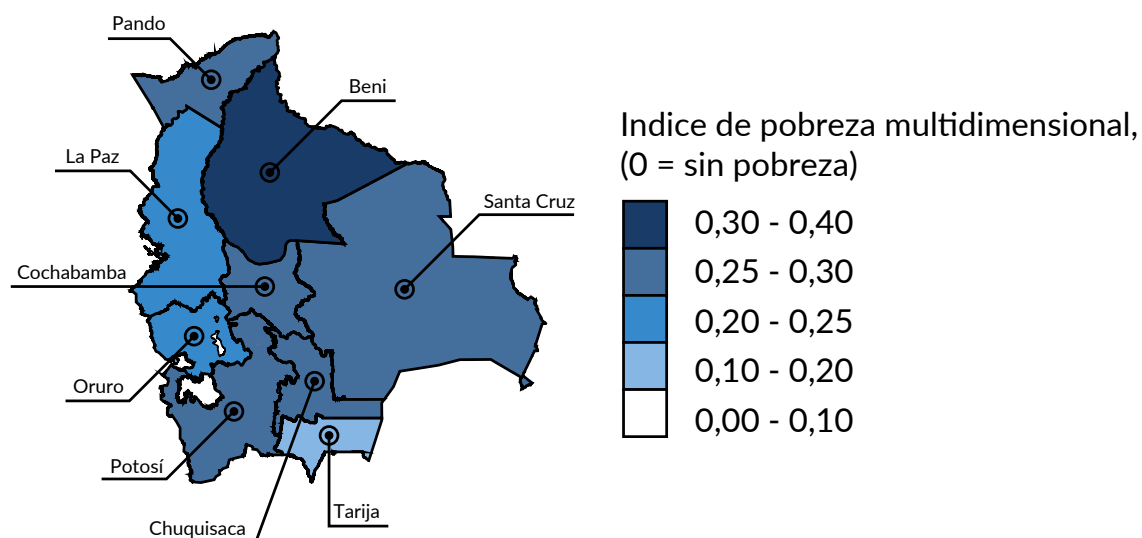 Pando
Beni
La Paz
Santa Cruz
Cochabamba
Oruro
Potosí
Tarija
Chuquisaca
Indice de pobreza multidimensional,
(0 = sin pobreza)
0,30 - 0,40
0,25 - 0,30
0,20 - 0,25
0,10 - 0,20
0,00 - 0,10